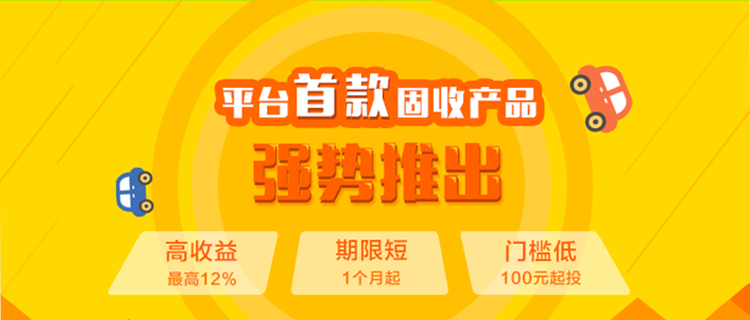 平台首款固收产品
强势推出
高收益
最高12%
期限短
1个月起
门槛低
100元起投